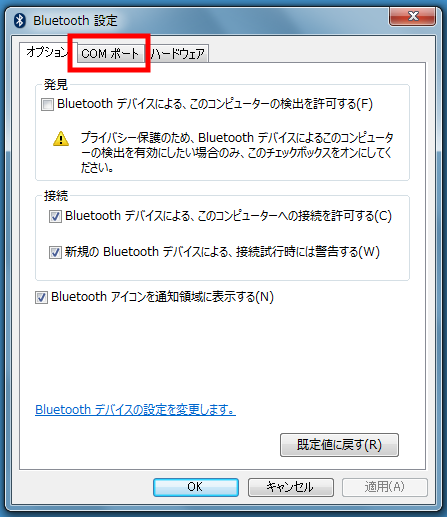 Bluetooth 設定
オプション COM ポート ハードウェア
発見
Bluetooth デバイスによる、このコンピューターの検出を許可する(F)
プライバシー保護のため、Bluetooth デバイスによるこのコンピュータ
ーの検出を有効にしたい場合のみ、このチェックボックスをオンにしてく
ださい。
接続
Bluetooth デバイスによる、このコンピューターへの接続を許可する(C)
新規の Bluetooth デバイスによる、接続試行時には警告する(W)
Bluetooth アイコンを通知領域に表示する(N)
Bluetooth デバイスの設定を変更します。
既定値に戻す(R)
OK キャンセル 適用(A)